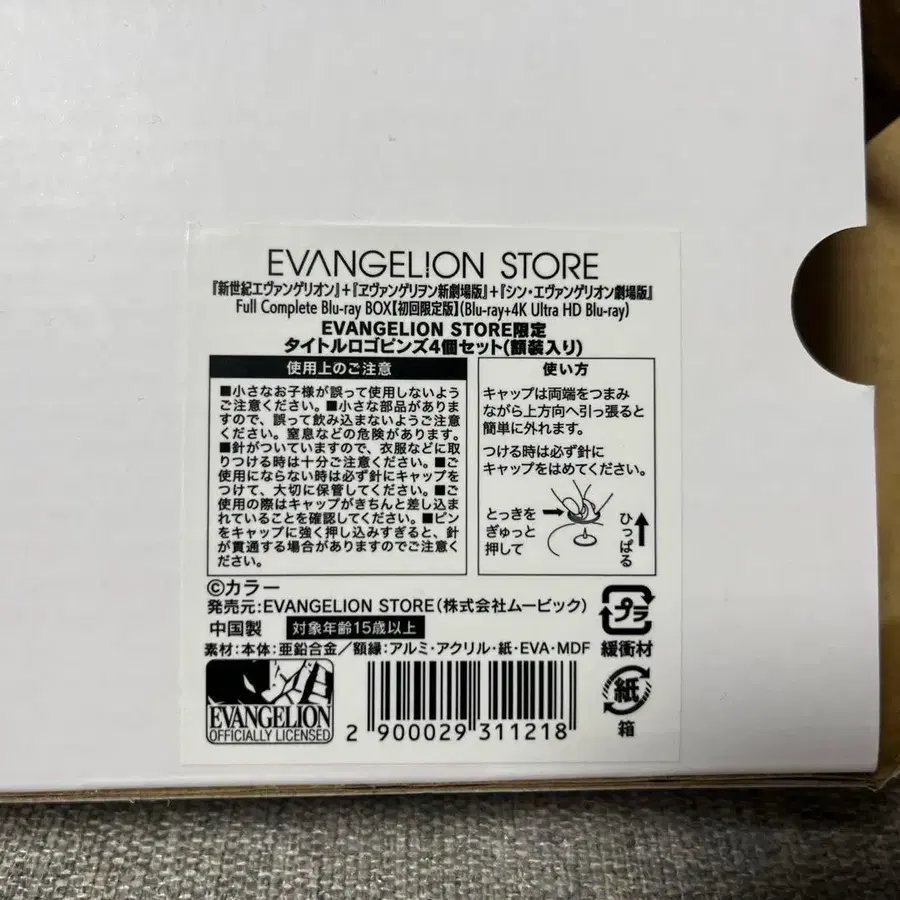 EVANGELION STORE
『新世紀エヴァンゲリオン』+『ヱヴァンゲリヲン新劇場版』+『シン・エヴァンゲリオン劇場版』
Full Complete Blu-ray BOX【初回限定版】(Blu-ray+4K Ultra HD Blu-ray)
EVANGELION STORE限定
タイトルロゴピンズ4個セット(額装入り)
使用上のご注意
■小さなお子様が誤って使用しないよう
ご注意ください。■小さな部品がありま
すので、誤って飲み込まないようご注意
ください。窒息などの危険があります。
■針がついていますので、衣服などに取
りつける時は十分ご注意ください。■ご
使用にならない時は必ず針にキャップを
つけて、大切に保管してください。■ご
使用の際はキャップがきちんと差し込ま
れていることを確認してください。■ピン
をキャップに強く押し込みすぎると、針
が貫通する場合がありますのでご注意く
ださい。
使い方
キャップは両端をつまみ
ながら上方向へ引っ張ると
簡単に外れます。
つける時は必ず針に
キャップをはめてください。
とっきを
ぎゅっと
押して
ひっぱる
©カラー
発売元:EVANGELION STORE(株式会社ムービック)
中国製 対象年齢15歳以上
素材:本体:亜鉛合金/額縁:アルミ・アクリル・紙・EVA・MDF
プラ
緩衝材
紙
箱
EVANGELION
OFFICIALLY LICENSED
2 900029 311218